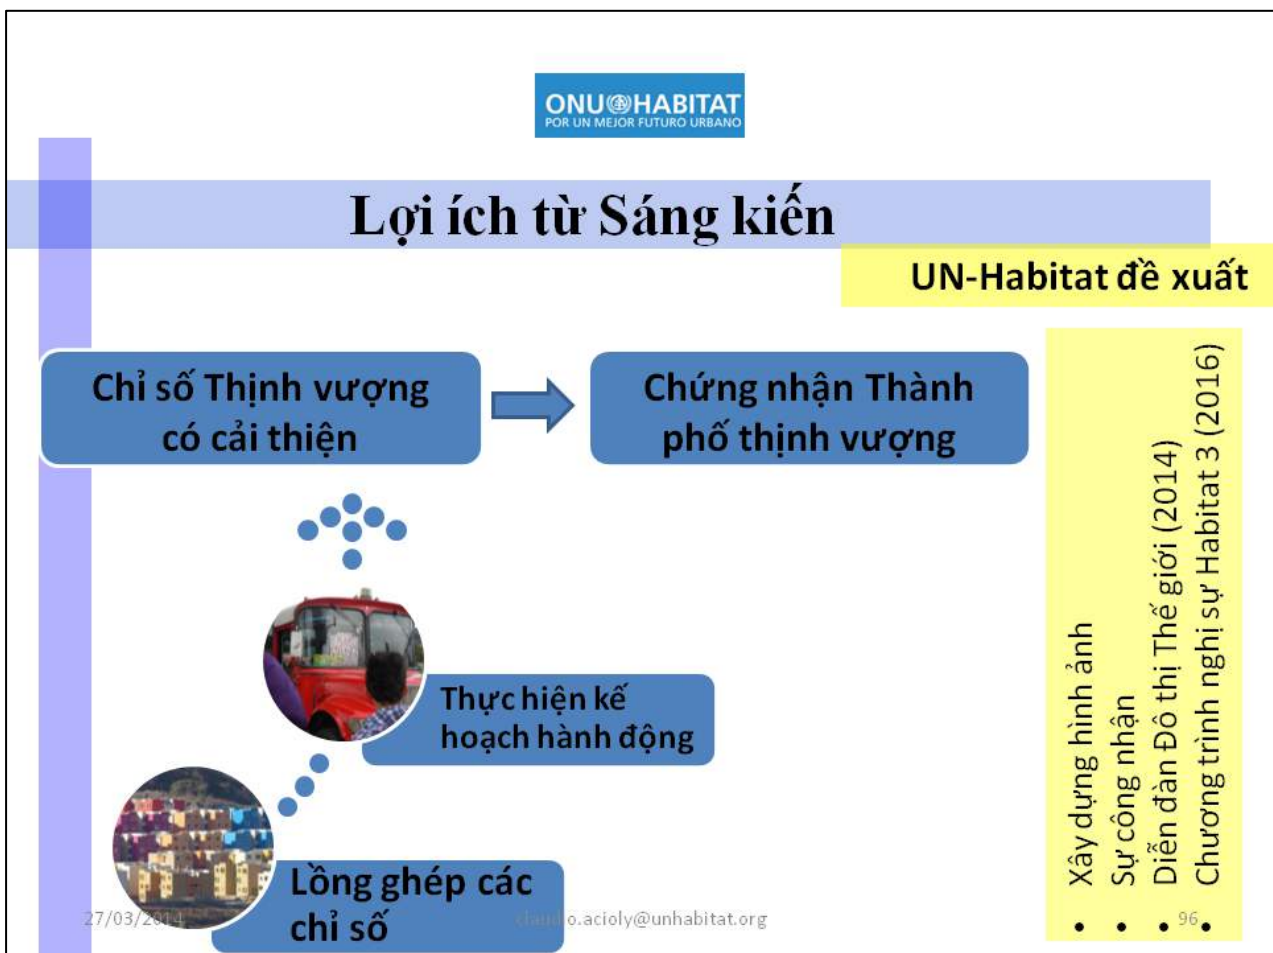 ONU HABITAT
POR UN MEJOR FUTURO URBANO
Lợi ích từ Sáng kiến
UN-Habitat đề xuất
Chỉ số Thịnh vượng
có cải thiện
Chứng nhận Thành
phố thịnh vượng
Thực hiện kế
hoạch hành động
Lồng ghép các
chỉ số
• Xây dựng hình ảnh
• Sự công nhận
• Diễn đàn Đô thị Thế giới (2014)
• Chương trình nghị sự Habitat 3 (2016)
27/03/2014
claudio.acioly@unhabitat.org
96